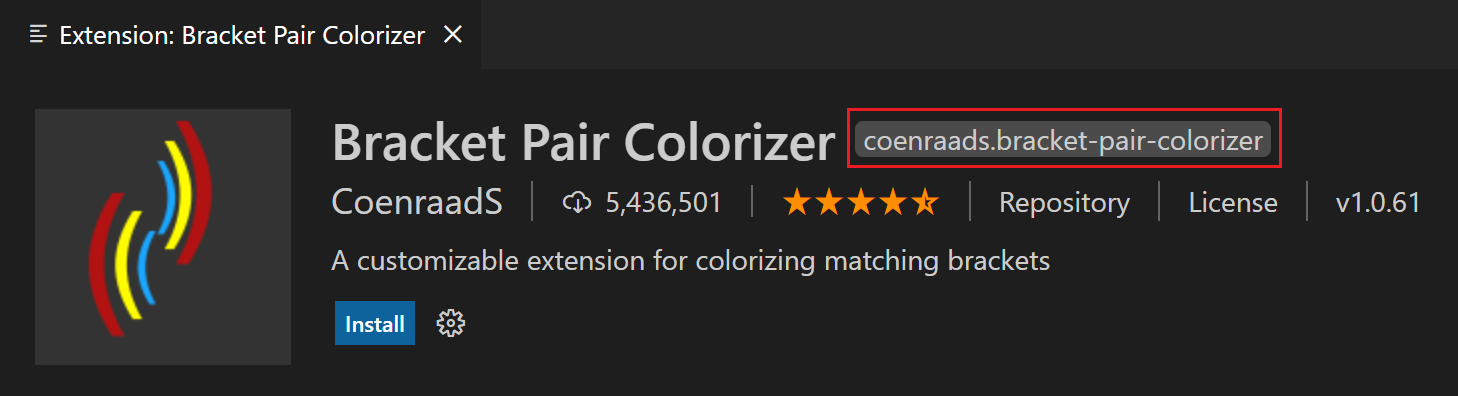 Extension: Bracket Pair Colorizer
Bracket Pair Colorizer coenraads.bracket-pair-colorizer
CoenraadS 5,436,501 Repository License v1.0.61
A customizable extension for colorizing matching brackets
Install